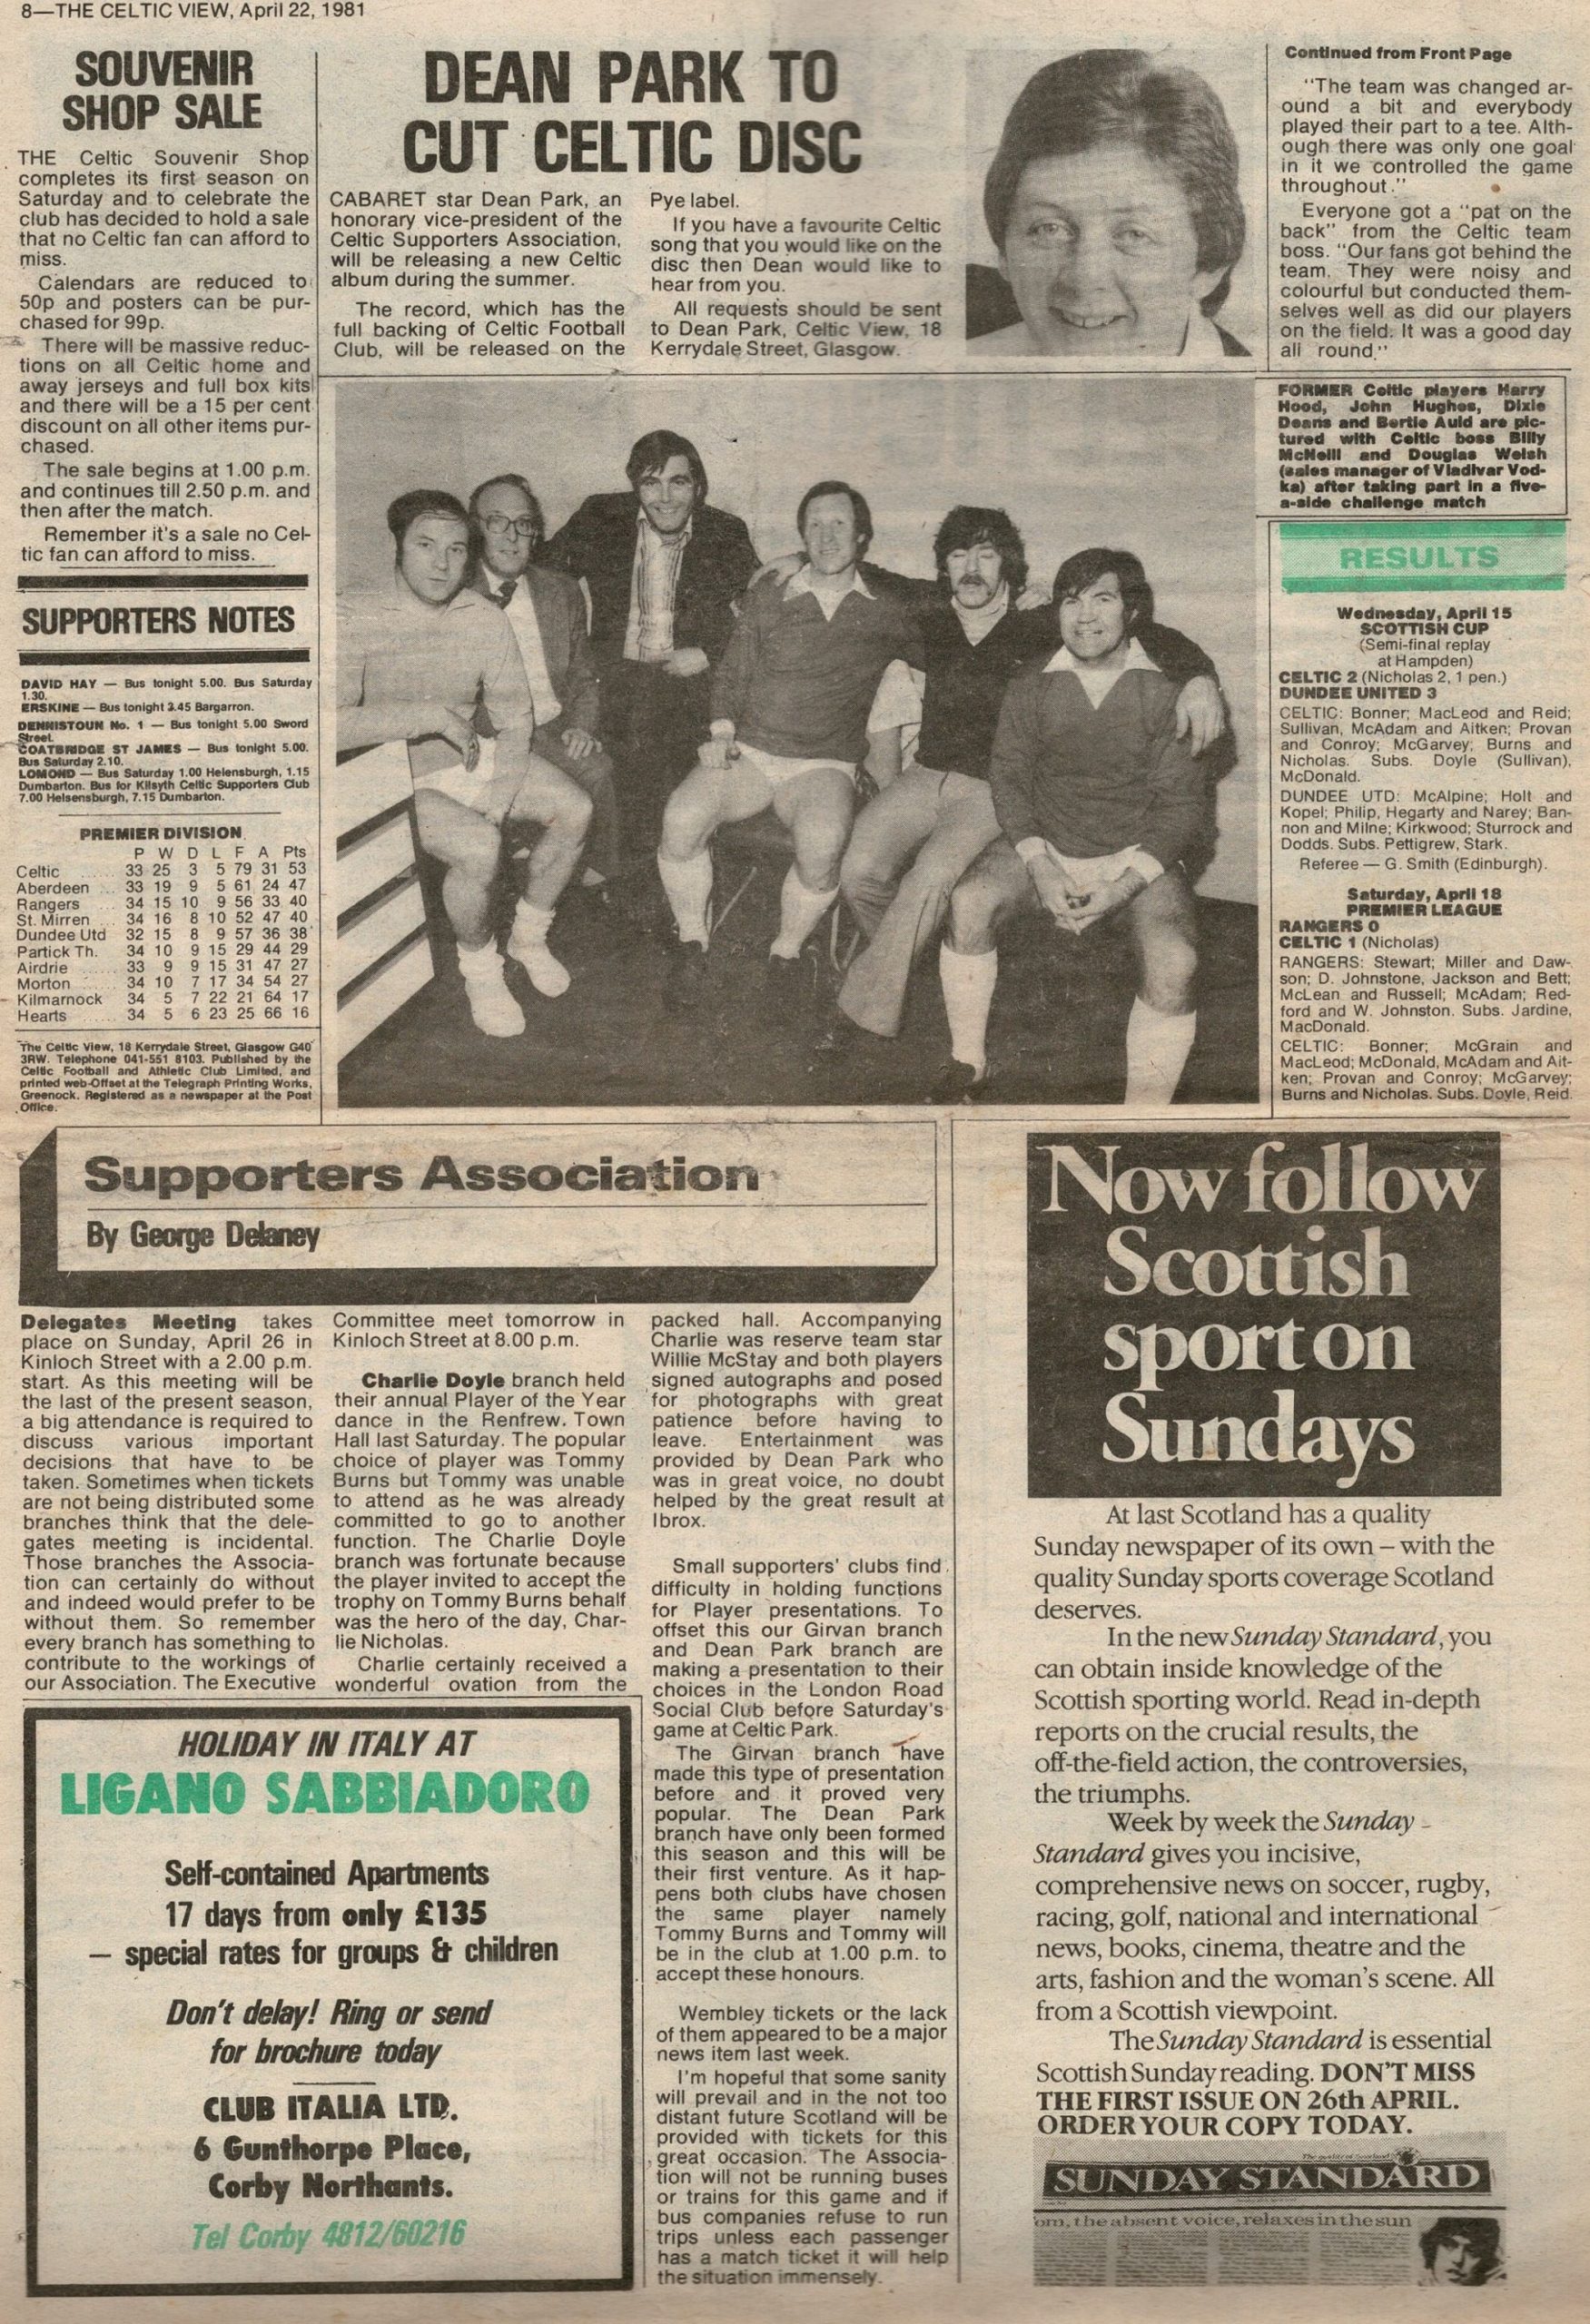 8—THE CELTIC VIEW, April 22, 1981
SOUVENIR
SHOP SALE
THE Celtic Souvenir Shop
completes its first season on
Saturday and to celebrate the
club has decided to hold a sale
that no Celtic fan can afford to
miss.
Calendars are reduced to
50p and posters can be pur-
chased for 99p.
There will be massive reduc-
tions on all Celtic home and
away jerseys and full box kits
and there will be a 15 per cent
discount on all other items pur-
chased.
The sale begins at 1.00 p.m.
and continues till 2.50 p.m. and
then after the match.
Remember it's a sale no Cel-
tic fan can afford to miss.
SUPPORTERS NOTES
DAVID HAY — Bus tonight 5.00. Bus Saturday
1.30.
ERSKINE — Bus tonight 3.45 Bargarron.
DENNISTOUN No. 1 — Bus tonight 5.00 Sword
Street.
COATBRIDGE ST JAMES — Bus tonight 5.00.
Bus Saturday 2.10.
LOMOND — Bus Saturday 1.00 Helensburgh, 1.15
Dumbarton. Bus for Kilsyth Celtic Supporters Club
7.00 Helsensburgh, 7.15 Dumbarton.
PREMIER DIVISION
P W D L F A Pts
Celtic ...... 33 25 3 5 79 31 53
Aberdeen ... 33 19 9 5 61 24 47
Rangers .... 34 15 10 9 56 33 40
St. Mirren ... 34 16 8 10 52 47 40
Dundee Utd 32 15 8 9 57 36 38
Partick Th. 34 10 9 15 29 44 29
Airdrie ...... 33 9 9 15 31 47 27
Morton ...... 34 10 7 17 34 54 27
Kilmarnock 34 5 7 22 21 64 17
Hearts ...... 34 5 6 23 25 66 16
The Celtic View, 18 Kerrydale Street, Glasgow G40
3RW. Telephone 041-551 8103. Published by the
Celtic Football and Athletic Club Limited, and
printed web-Offset at the Telegraph Printing Works,
Greenock. Registered as a newspaper at the Post
Office.
DEAN PARK TO
CUT CELTIC DISC
CABARET star Dean Park, an
honorary vice-president of the
Celtic Supporters Association,
will be releasing a new Celtic
album during the summer.
The record, which has the
full backing of Celtic Football
Club, will be released on the
Pye label.
If you have a favourite Celtic
song that you would like on the
disc then Dean would like to
hear from you.
All requests should be sent
to Dean Park, Celtic View, 18
Kerrydale Street, Glasgow.
Continued from Front Page
"The team was changed ar-
ound a bit and everybody
played their part to a tee. Alth-
ough there was only one goal
in it we controlled the game
throughout."
Everyone got a "pat on the
back" from the Celtic team
boss. "Our fans got behind the
team. They were noisy and
colourful but conducted them-
selves well as did our players
on the field. It was a good day
all round."
FORMER Celtic players Harry
Hood, John Hughes, Dixie
Deans and Bertie Auld are pic-
tured with Celtic boss Billy
McNeill and Douglas Welsh
(sales manager of Vladivar Vod-
ka) after taking part in a five-
a-side challenge match
RESULTS
Wednesday, April 15
SCOTTISH CUP
(Semi-final replay
at Hampden)
CELTIC 2 (Nicholas 2, 1 pen.)
DUNDEE UNITED 3
CELTIC: Bonner; MacLeod and Reid;
Sullivan, McAdam and Aitken; Provan
and Conroy; McGarvey; Burns and
Nicholas. Subs. Doyle (Sullivan),
McDonald.
DUNDEE UTD: McAlpine; Holt and
Kopel; Philip, Hegarty and Narey; Ban-
non and Milne; Kirkwood; Sturrock and
Dodds. Subs. Pettigrew, Stark.
Referee — G. Smith (Edinburgh).
Saturday, April 18
PREMIER LEAGUE
RANGERS 0
CELTIC 1 (Nicholas)
RANGERS: Stewart; Miller and Daw-
son; D. Johnstone, Jackson and Bett;
McLean and Russell; McAdam; Red-
ford and W. Johnston. Subs. Jardine,
MacDonald.
CELTIC: Bonner; McGrain and
MacLeod; McDonald, McAdam and Ait-
ken; Provan and Conroy; McGarvey;
Burns and Nicholas. Subs. Doyle, Reid.
Supporters Association
By George Delaney
Delegates Meeting takes
place on Sunday, April 26 in
Kinloch Street with a 2.00 p.m.
start. As this meeting will be
the last of the present season,
a big attendance is required to
discuss various important
decisions that have to be
taken. Sometimes when tickets
are not being distributed some
branches think that the dele-
gates meeting is incidental.
Those branches the Associa-
tion can certainly do without
and indeed would prefer to be
without them. So remember
every branch has something to
contribute to the workings of
our Association. The Executive
Committee meet tomorrow in
Kinloch Street at 8.00 p.m.
Charlie Doyle branch held
their annual Player of the Year
dance in the Renfrew. Town
Hall last Saturday. The popular
choice of player was Tommy
Burns but Tommy was unable
to attend as he was already
committed to go to another
function. The Charlie Doyle
branch was fortunate because
the player invited to accept the
trophy on Tommy Burns behalf
was the hero of the day, Char-
lie Nicholas.
Charlie certainly received a
wonderful ovation from the
packed hall. Accompanying
Charlie was reserve team star
Willie McStay and both players
signed autographs and posed
for photographs with great
patience before having to
leave. Entertainment was
provided by Dean Park who
was in great voice, no doubt
helped by the great result at
Ibrox.
Small supporters' clubs find
difficulty in holding functions
for Player presentations. To
offset this our Girvan branch
and Dean Park branch are
making a presentation to their
choices in the London Road
Social Club before Saturday's
game at Celtic Park.
The Girvan branch have
made this type of presentation
before and it proved very
popular. The Dean Park
branch have only been formed
this season and this will be
their first venture. As it hap-
pens both clubs have chosen
the same player namely
Tommy Burns and Tommy will
be in the club at 1.00 p.m. to
accept these honours.
Wembley tickets or the lack
of them appeared to be a major
news item last week.
I'm hopeful that some sanity
will prevail and in the not too
distant future Scotland will be
provided with tickets for this
great occasion. The Associa-
tion will not be running buses
or trains for this game and if
bus companies refuse to run
trips unless each passenger
has a match ticket it will help
the situation immensely.
HOLIDAY IN ITALY AT
LIGANO SABBIADORO
Self-contained Apartments
17 days from only £135
— special rates for groups & children
Don't delay! Ring or send
for brochure today
CLUB ITALIA LTD.
6 Gunthorpe Place,
Corby Northants.
Tel Corby 4812/60216
Now follow
Scottish
sport on
Sundays
At last Scotland has a quality
Sunday newspaper of its own – with the
quality Sunday sports coverage Scotland
deserves.
In the new Sunday Standard, you
can obtain inside knowledge of the
Scottish sporting world. Read in-depth
reports on the crucial results, the
off-the-field action, the controversies,
the triumphs.
Week by week the Sunday
Standard gives you incisive,
comprehensive news on soccer, rugby,
racing, golf, national and international
news, books, cinema, theatre and the
arts, fashion and the woman's scene. All
from a Scottish viewpoint.
The Sunday Standard is essential
Scottish Sunday reading. DON'T MISS
THE FIRST ISSUE ON 26th APRIL.
ORDER YOUR COPY TODAY.
SUNDAY STANDARD
om, the absent voice, relaxes in the sun